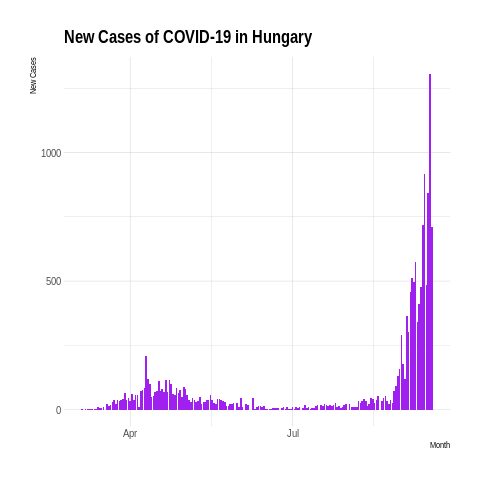 New Cases of COVID-19 in Hungary
New Cases
1000
500
0
Apr
Jul
Month